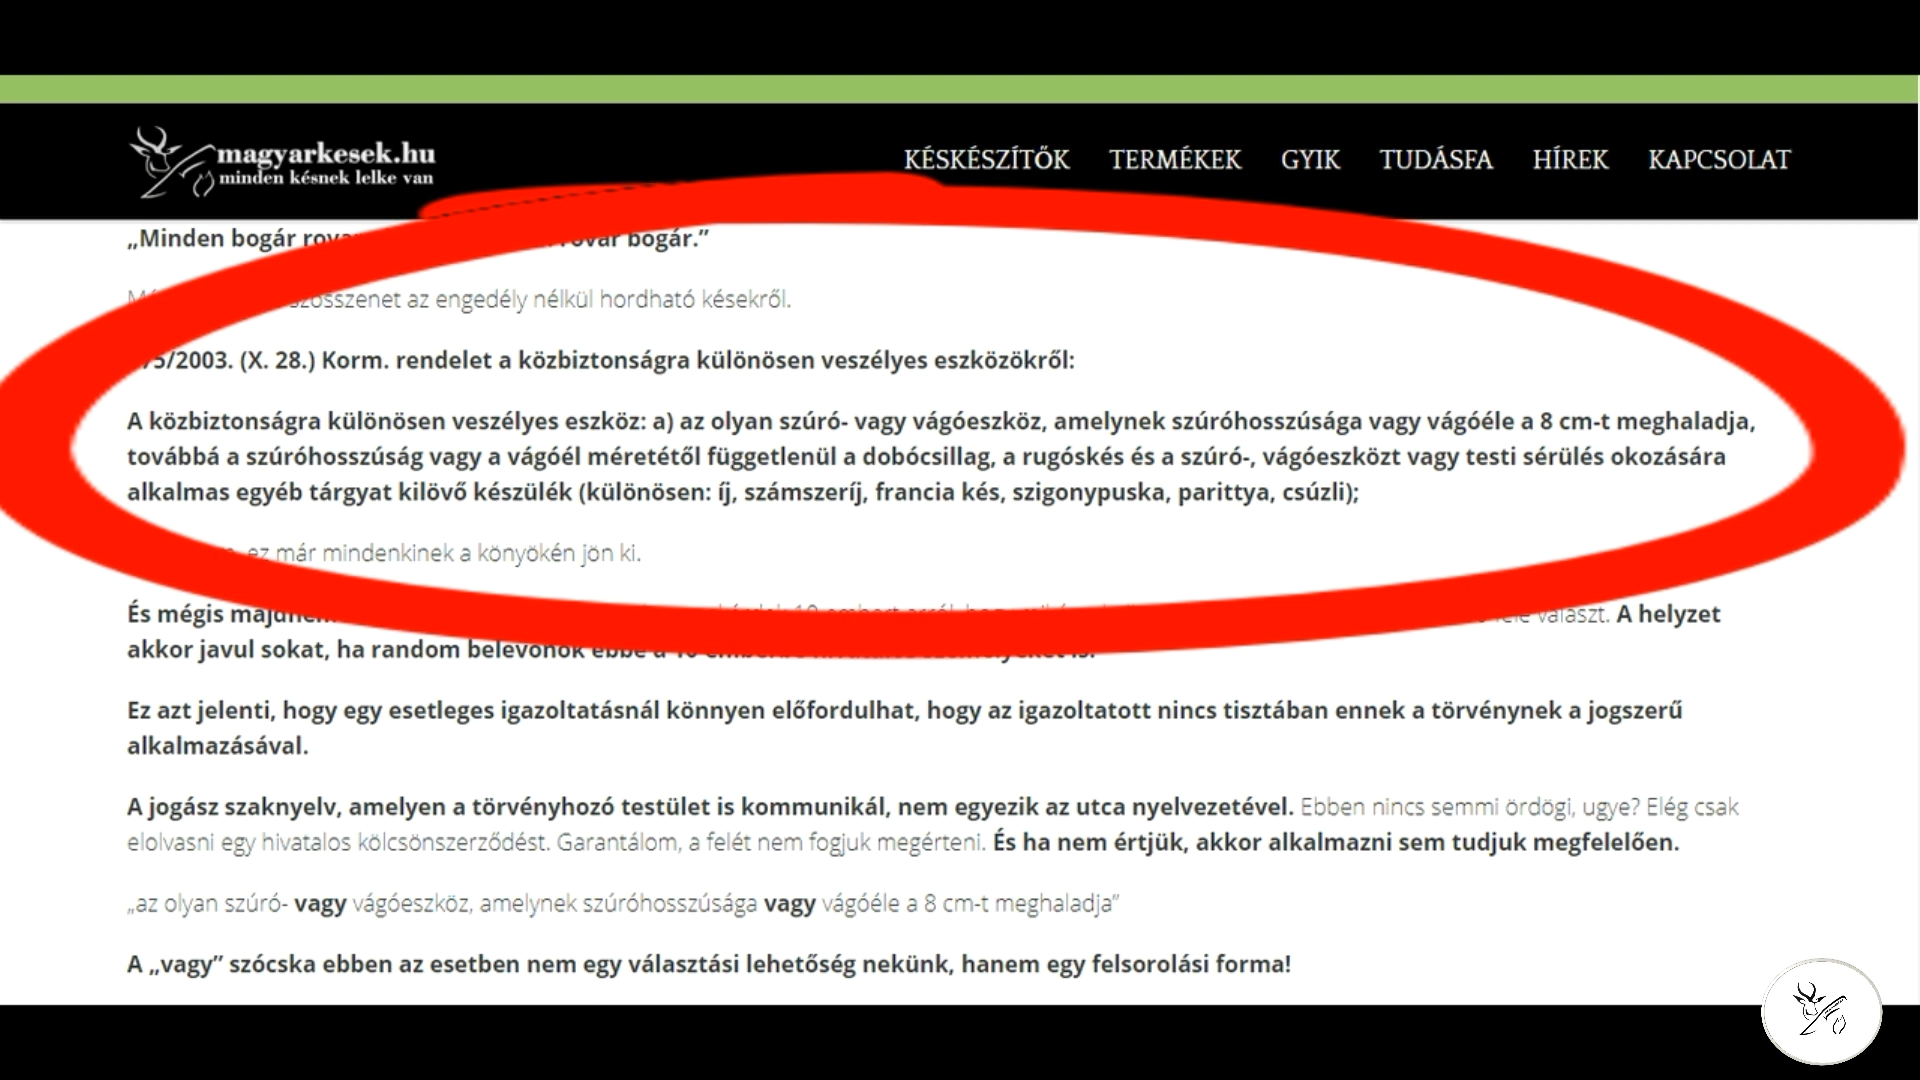 magyarkesek.hu
minden késnek lelke van
KÉSKÉSZÍTŐK TERMÉKEK GYIK TUDÁSFA HÍREK KAPCSOLAT
„Minden bogár rovar bogár.”
az engedély nélkül hordható késekről.
5/2003. (X. 28.) Korm. rendelet a közbiztonságra különösen veszélyes eszközökről:
A közbiztonságra különösen veszélyes eszköz: a) az olyan szúró- vagy vágóeszköz, amelynek szúróhosszúsága vagy vágóéle a 8 cm-t meghaladja,
továbbá a szúróhosszúság vagy a vágóél méretétől függetlenül a dobócsillag, a rugóskés és a szúró-, vágóeszközt vagy testi sérülés okozására
alkalmas egyéb tárgyat kilövő készülék (különösen: íj, számszeríj, francia kés, szigonypuska, parittya, csúzli);
ez már mindenkinek a könyökén jön ki.
És mégis választ. A helyzet
akkor javul sokat, ha random belevonok ebbe a
Ez azt jelenti, hogy egy esetleges igazoltatásnál könnyen előfordulhat, hogy az igazoltatott nincs tisztában ennek a törvénynek a jogszerű
alkalmazásával.
A jogász szaknyelv, amelyen a törvényhozó testület is kommunikál, nem egyezik az utca nyelvezetével. Ebben nincs semmi ördögi, ugye? Elég csak
elolvasni egy hivatalos kölcsönszerződést. Garantálom, a felét nem fogjuk megérteni. És ha nem értjük, akkor alkalmazni sem tudjuk megfelelően.
„az olyan szúró- vagy vágóeszköz, amelynek szúróhosszúsága vagy vágóéle a 8 cm-t meghaladja”
A „vagy” szócska ebben az esetben nem egy választási lehetőség nekünk, hanem egy felsorolási forma!